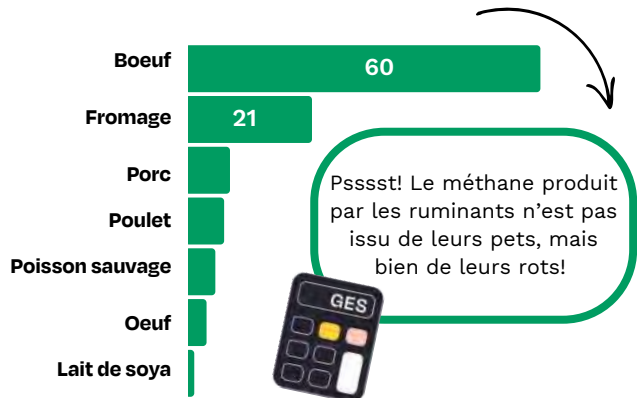 Boeuf
60
Fromage
21
Porc
Poulet
Poisson sauvage
Oeuf
Lait de soya
Psssst! Le méthane produit
par les ruminants n’est pas
issu de leurs pets, mais
bien de leurs rots!
GES